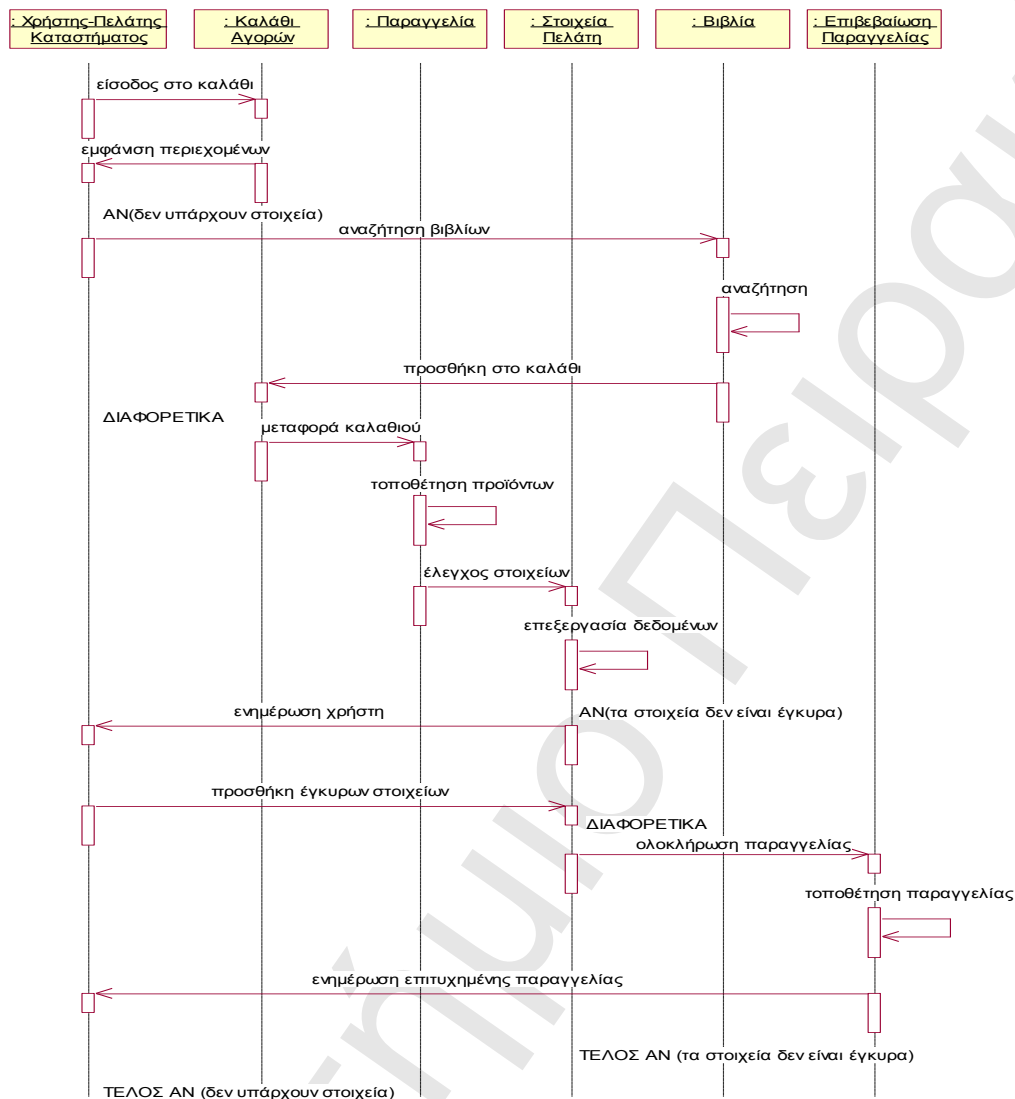 : Χρήστης-Πελάτης
Καταστήματος
: Καλάθι
Αγορών
: Παραγγελία
: Στοιχεία
Πελάτη
: Βιβλία
: Επιβεβαίωση
Παραγγελίας
είσοδος στο καλάθι
εμφάνιση περιεχομένων
ΑΝ(δεν υπάρχουν στοιχεία)
αναζήτηση βιβλίων
αναζήτηση
προσθήκη στο καλάθι
ΔΙΑΦΟΡΕΤΙΚΑ
μεταφορά καλαθιού
τοποθέτηση προϊόντων
έλεγχος στοιχείων
επεξεργασία δεδομένων
ενημέρωση χρήστη
ΑΝ(τα στοιχεία δεν είναι έγκυρα)
προσθήκη έγκυρων στοιχείων
ΔΙΑΦΟΡΕΤΙΚΑ
ολοκλήρωση παραγγελίας
τοποθέτηση παραγγελίας
ενημέρωση επιτυχημένης παραγγελίας
ΤΕΛΟΣ ΑΝ (τα στοιχεία δεν είναι έγκυρα)
ΤΕΛΟΣ ΑΝ (δεν υπάρχουν στοιχεία)